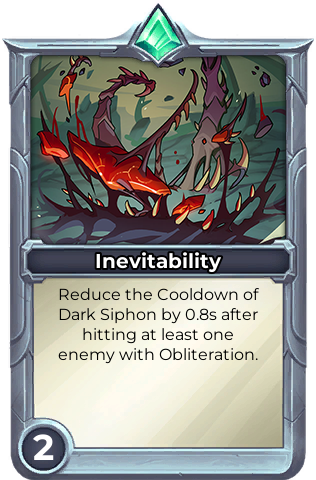 Inevitability
Reduce the Cooldown of
Dark Siphon by 0.8s after
hitting at least one
enemy with Obliteration.
2